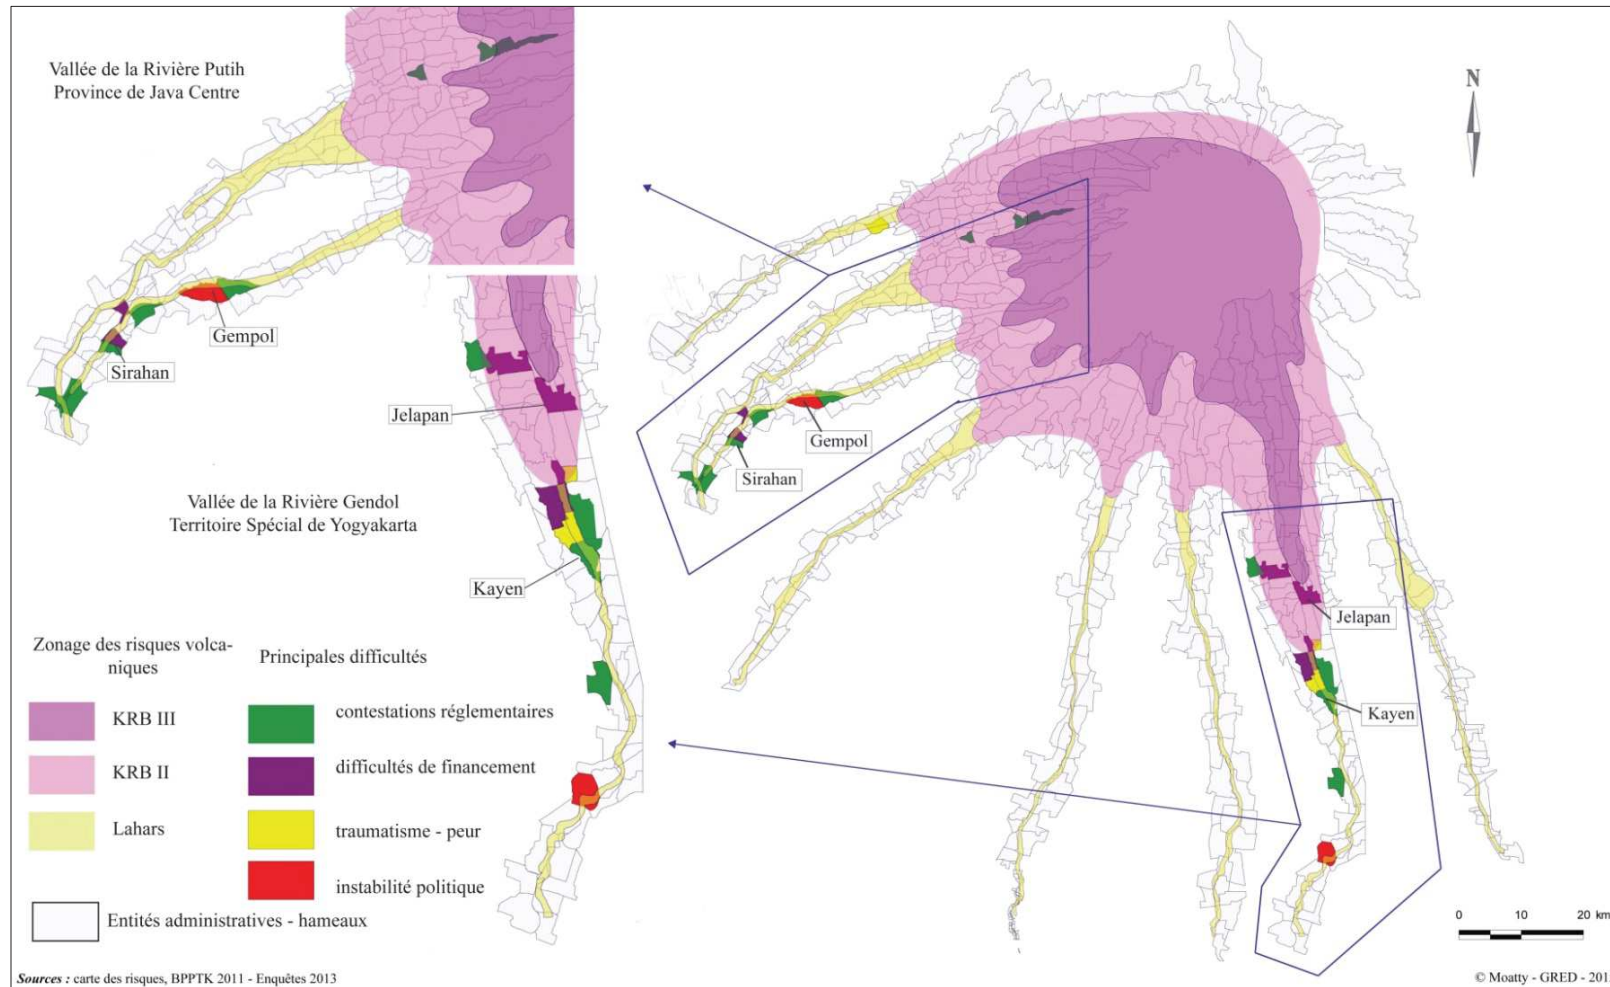 Vallée de la Rivière Putih
Province de Java Centre
N
Gempol
Sirahan
Jelapan
Vallée de la Rivière Gendol
Territoire Spécial de Yogyakarta
Kayen
Gempol
Sirahan
Jelapan
Kayen
Zonage des risques volca-
niques
KRB III
KRB II
Lahars
Entités administratives - hameaux
Principales difficultés
contestations réglementaires
difficultés de financement
traumatisme - peur
instabilité politique
0 10 20 km
Sources : carte des risques, BPPTK 2011 - Enquêtes 2013
© Moatty - GRED - 201